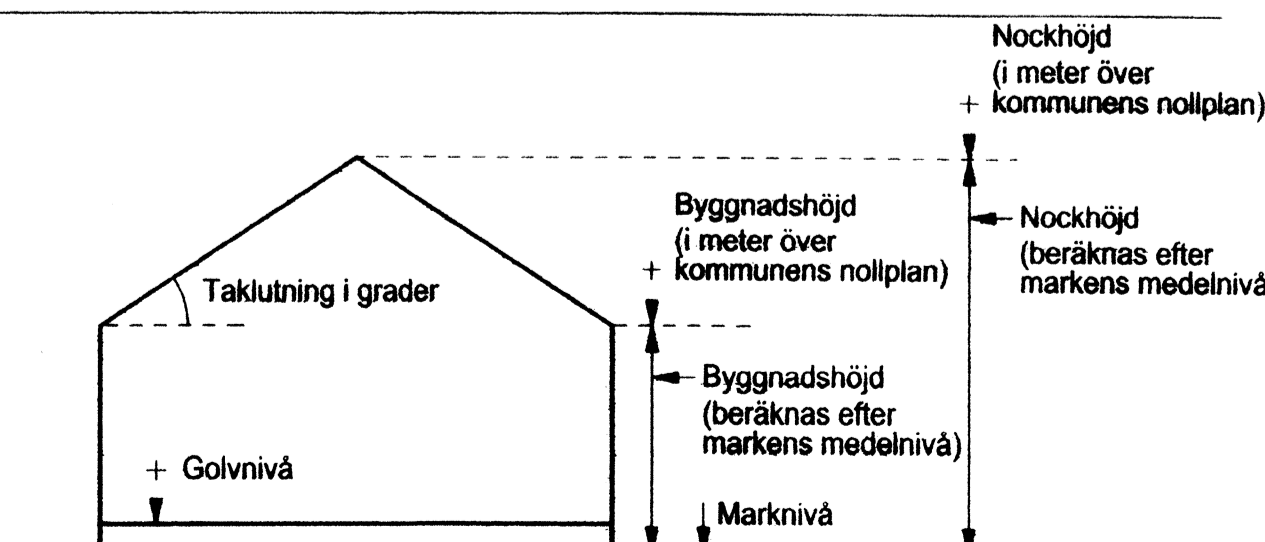 Nockhöjd
(i meter över
+ kommunens nollplan)
Byggnadshöjd
(i meter över
+ kommunens nollplan)
Nockhöjd
(beräknas efter
markens medelnivå
Taklutning i grader
Byggnadshöjd
(beräknas efter
markens medelnivå)
+ Golvnivå
Marknivå